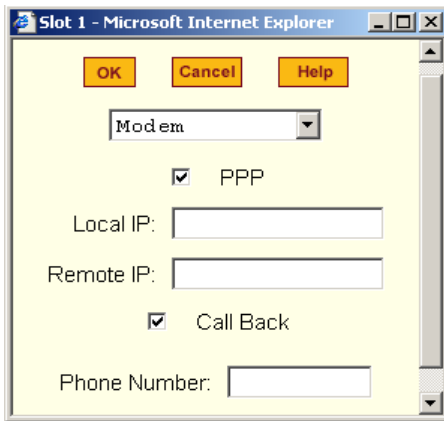 Slot 1 - Microsoft Internet Explorer
OK Cancel Help
Modem
PPP
Local IP:
Remote IP:
Call Back
Phone Number: